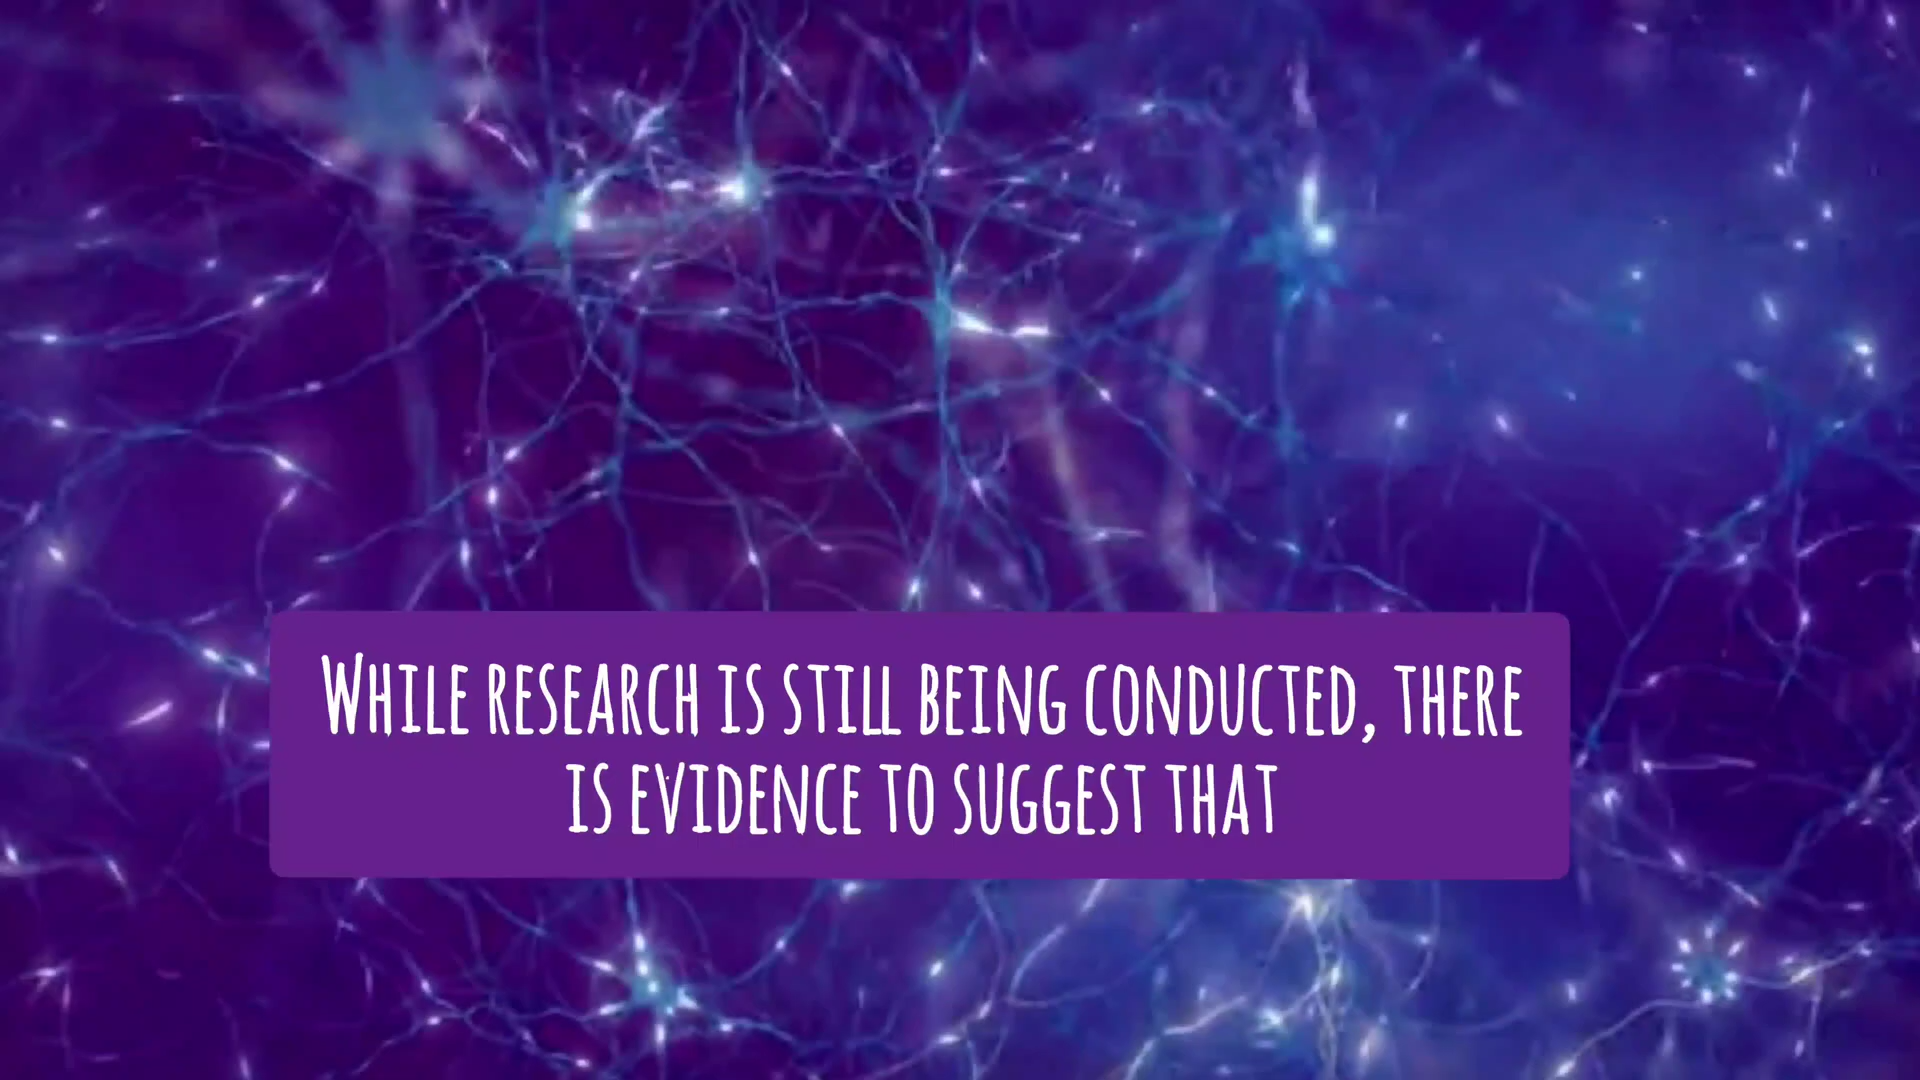 While research is still being conducted, there
is evidence to suggest that